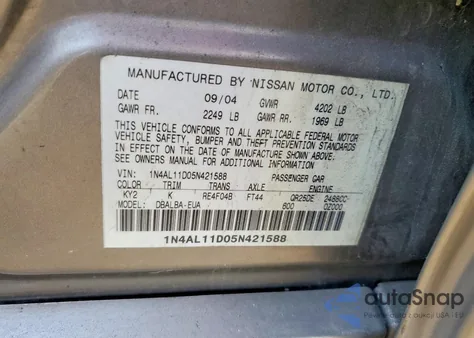 MANUFACTURED BY NISSAN MOTOR CO., LTD.
DATE 09/04 GVWR 4202 LB
GAWR FR. 2249 LB GAWR RR. 1969 LB
THIS VEHICLE CONFORMS TO ALL APPLICABLE FEDERAL MOTOR
VEHICLE SAFETY, BUMPER AND THEFT PREVENTION STANDARDS
IN EFFECT ON THE DATE OF MANUFACTURE SHOWN ABOVE.
SEE OWNERS MANUAL FOR ADDITIONAL INFORMATION
VIN: 1N4AL11D05N421588 PASSENGER CAR
COLOR TRIM TRANS AXLE ENGINE
KY2 K RE4F04B FT44 QR25DE 2488CC
MODEL: DBALBA-EUA 600 0Z000
1N4AL11D05N421588
autoSnap